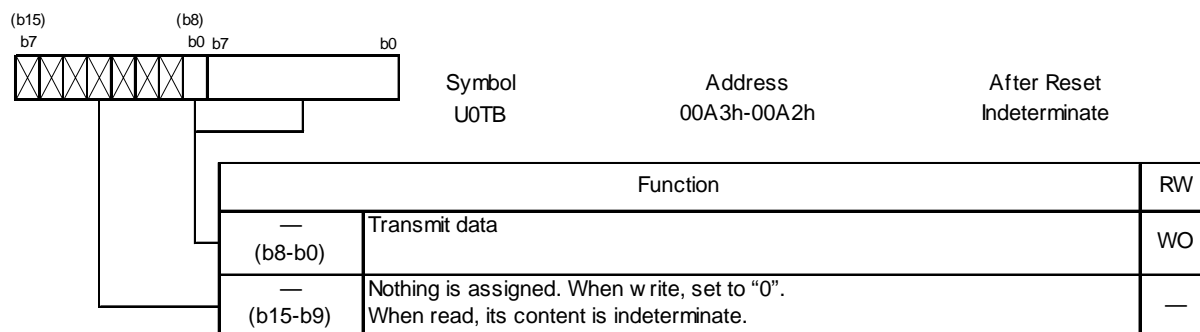 (b15) (b8)
b7 b0 b7 b0
Symbol Address After Reset
U0TB 00A3h-00A2h Indeterminate
Function RW
— Transmit data
(b8-b0) WO
— Nothing is assigned. When write, set to “0”.
(b15-b9) When read, its content is indeterminate. —